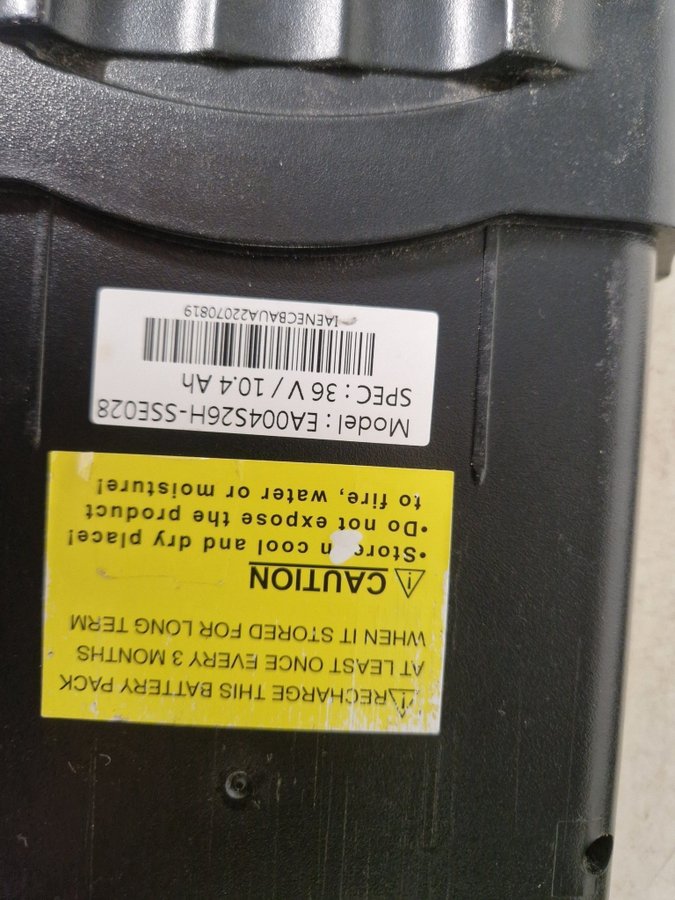 ⚠RECHARGE THIS BATTERY PACK
AT LEAST ONCE EVERY 3 MONTHS
WHEN IT STORED FOR LONG TERM
⚠ CAUTION
•Store in cool and dry place!
•Do not expose the product
to fire, water or moisture!
Model : EA004S26H-SSE028
SPEC : 36 V / 10.4 Ah
IAENECBAUA22070819